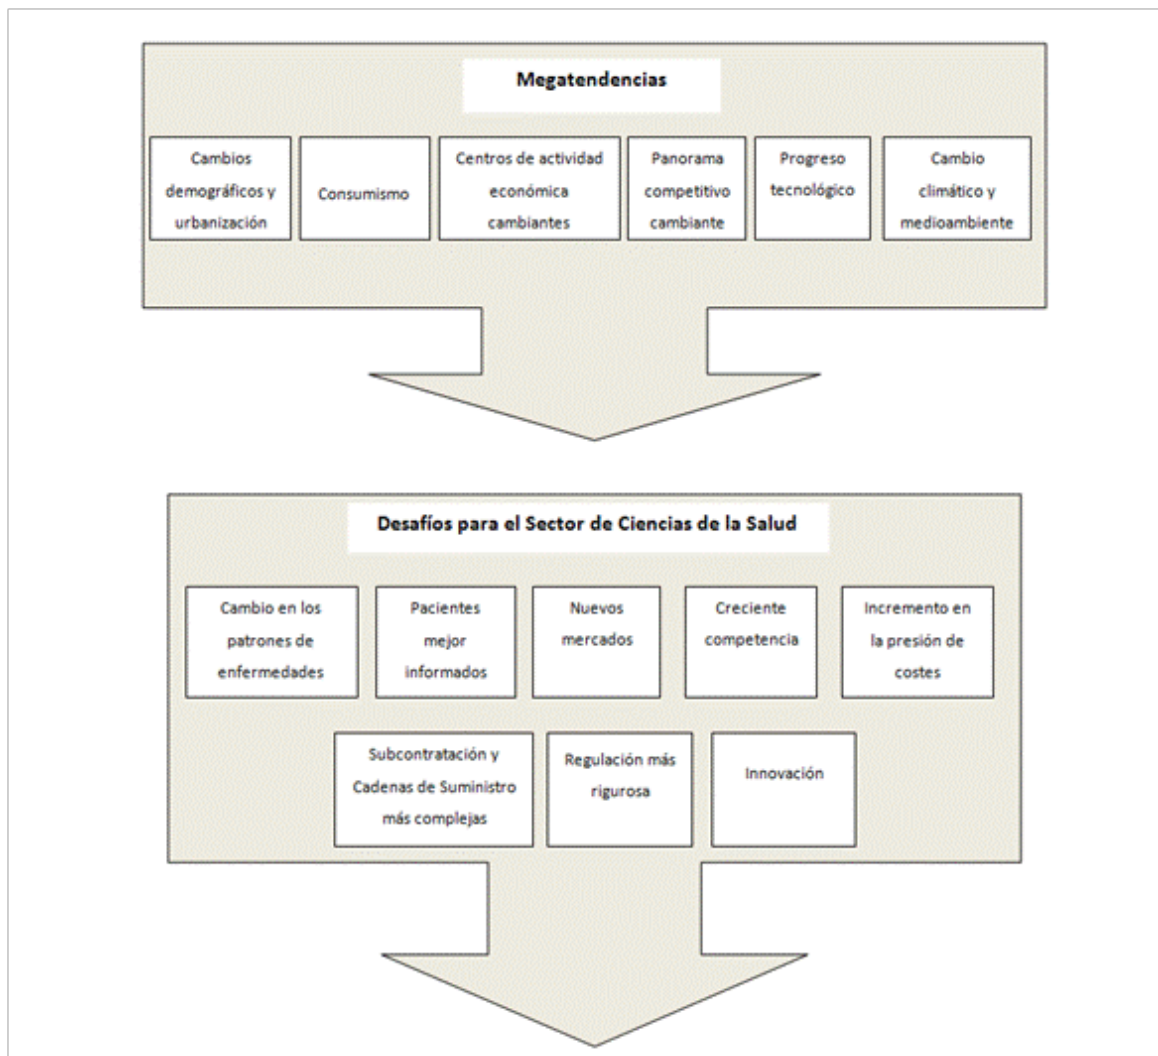 Megatendencias
Cambios
demográficos y
urbanización
Consumismo
Centros de actividad
económica
cambiantes
Panorama
competitivo
cambiante
Progreso
tecnológico
Cambio
climático y
medioambiente
Desafíos para el Sector de Ciencias de la Salud
Cambio en los
patrones de
enfermedades
Pacientes
mejor
informados
Nuevos
mercados
Creciente
competencia
Incremento en
la presión de
costes
Subcontratación y
Cadenas de Suministro
más complejas
Regulación más
rigurosa
Innovación